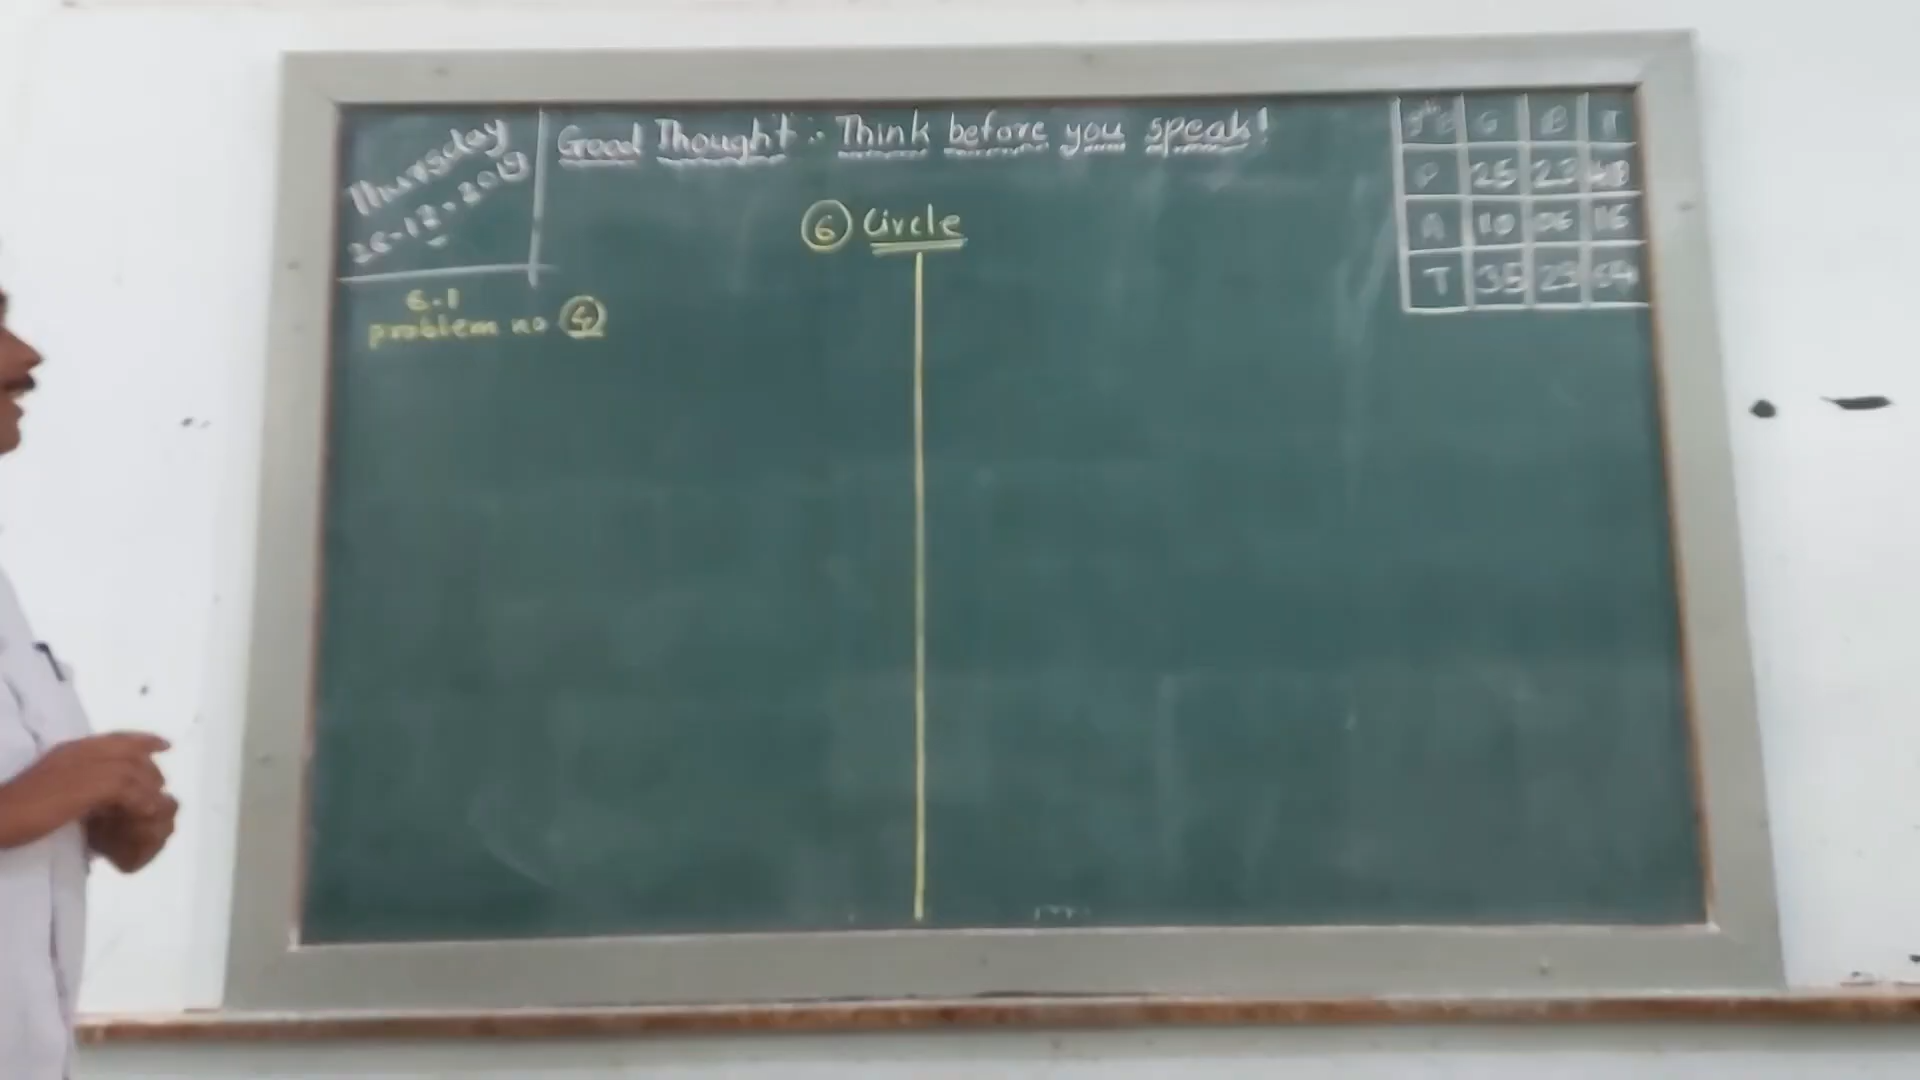 Thursday
26-12-2019
Good Thought :- Think before you speak!
6 Circle
6.1
problem no 4
G B T
P 25 23 48
A 10 06 16
T 35 29 64